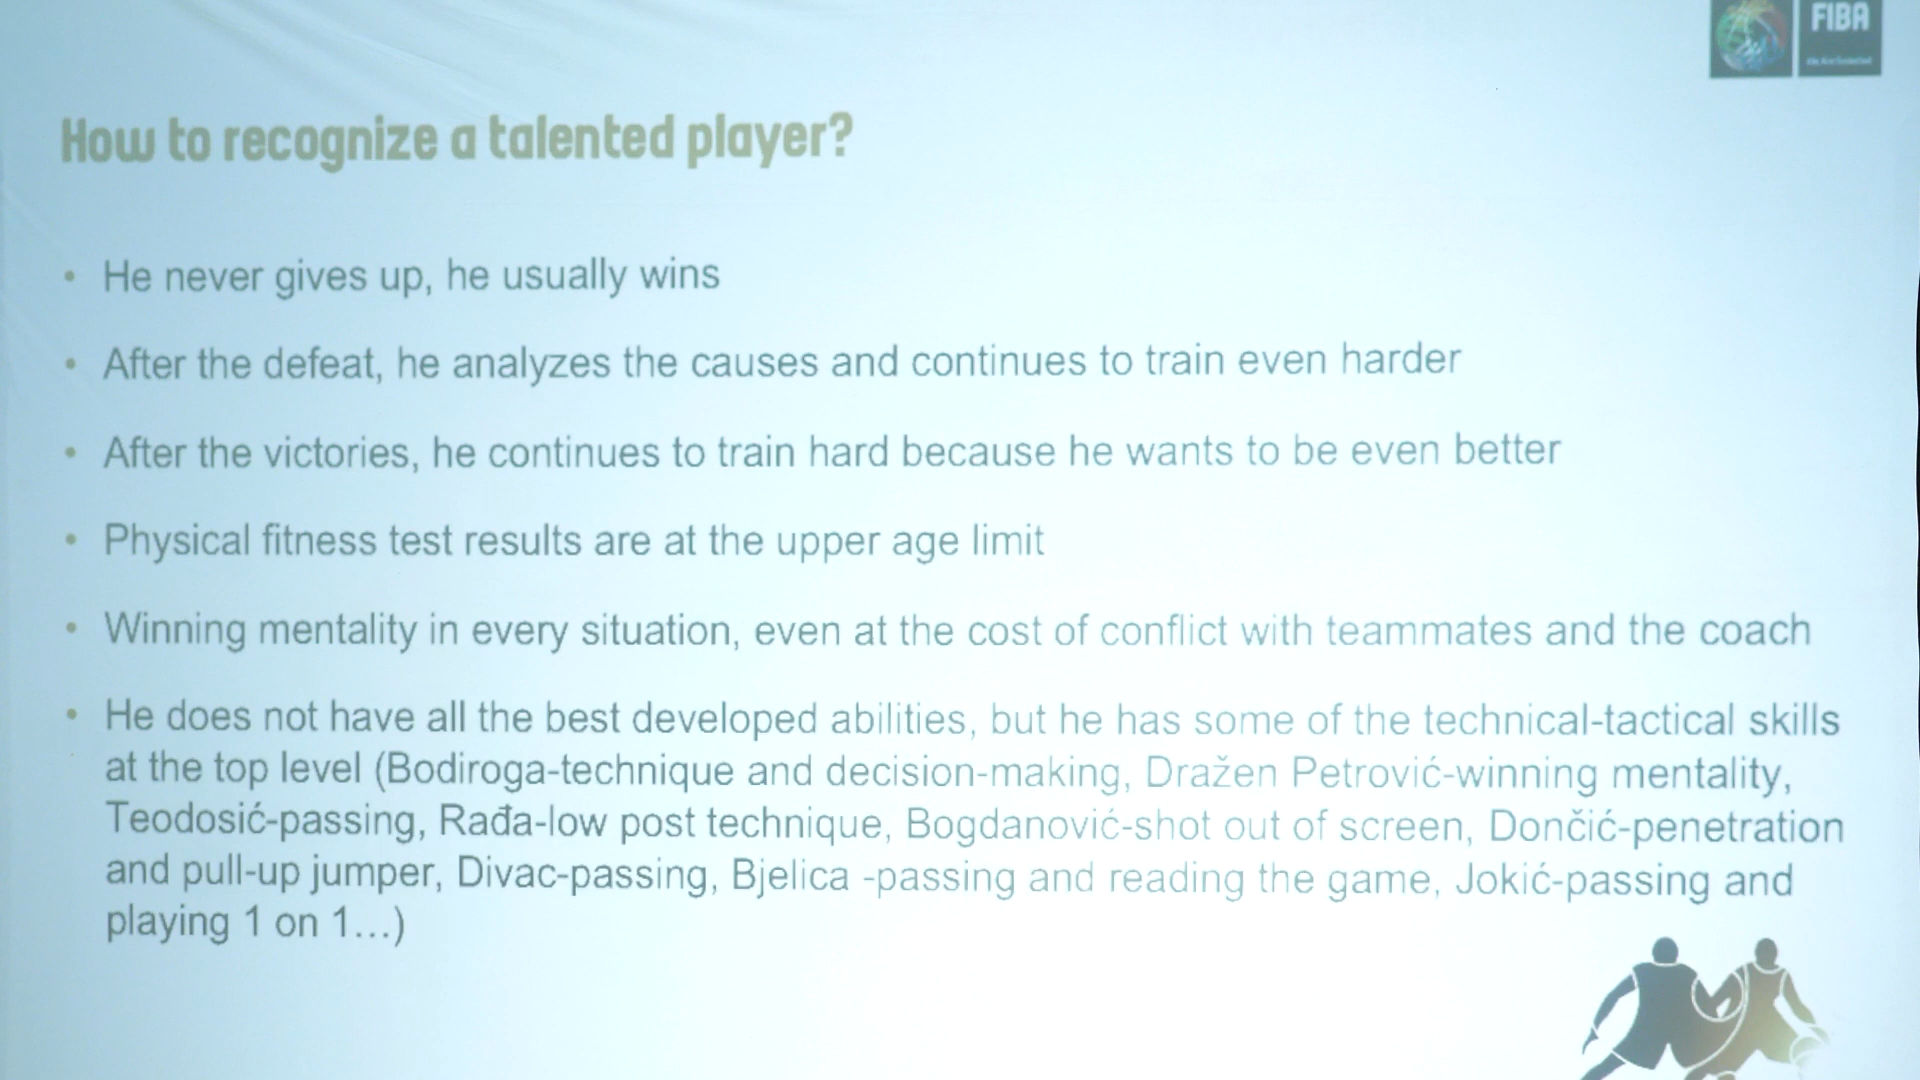 FIBA
How to recognize a talented player?
• He never gives up, he usually wins
• After the defeat, he analyzes the causes and continues to train even harder
• After the victories, he continues to train hard because he wants to be even better
• Physical fitness test results are at the upper age limit
• Winning mentality in every situation, even at the cost of conflict with teammates and the coach
• He does not have all the best developed abilities, but he has some of the technical-tactical skills
at the top level (Bodiroga-technique and decision-making, Dražen Petrović-winning mentality,
Teodosić-passing, Rađa-low post technique, Bogdanović-shot out of screen, Dončić-penetration
and pull-up jumper, Divac-passing, Bjelica -passing and reading the game, Jokić-passing and
playing 1 on 1...)